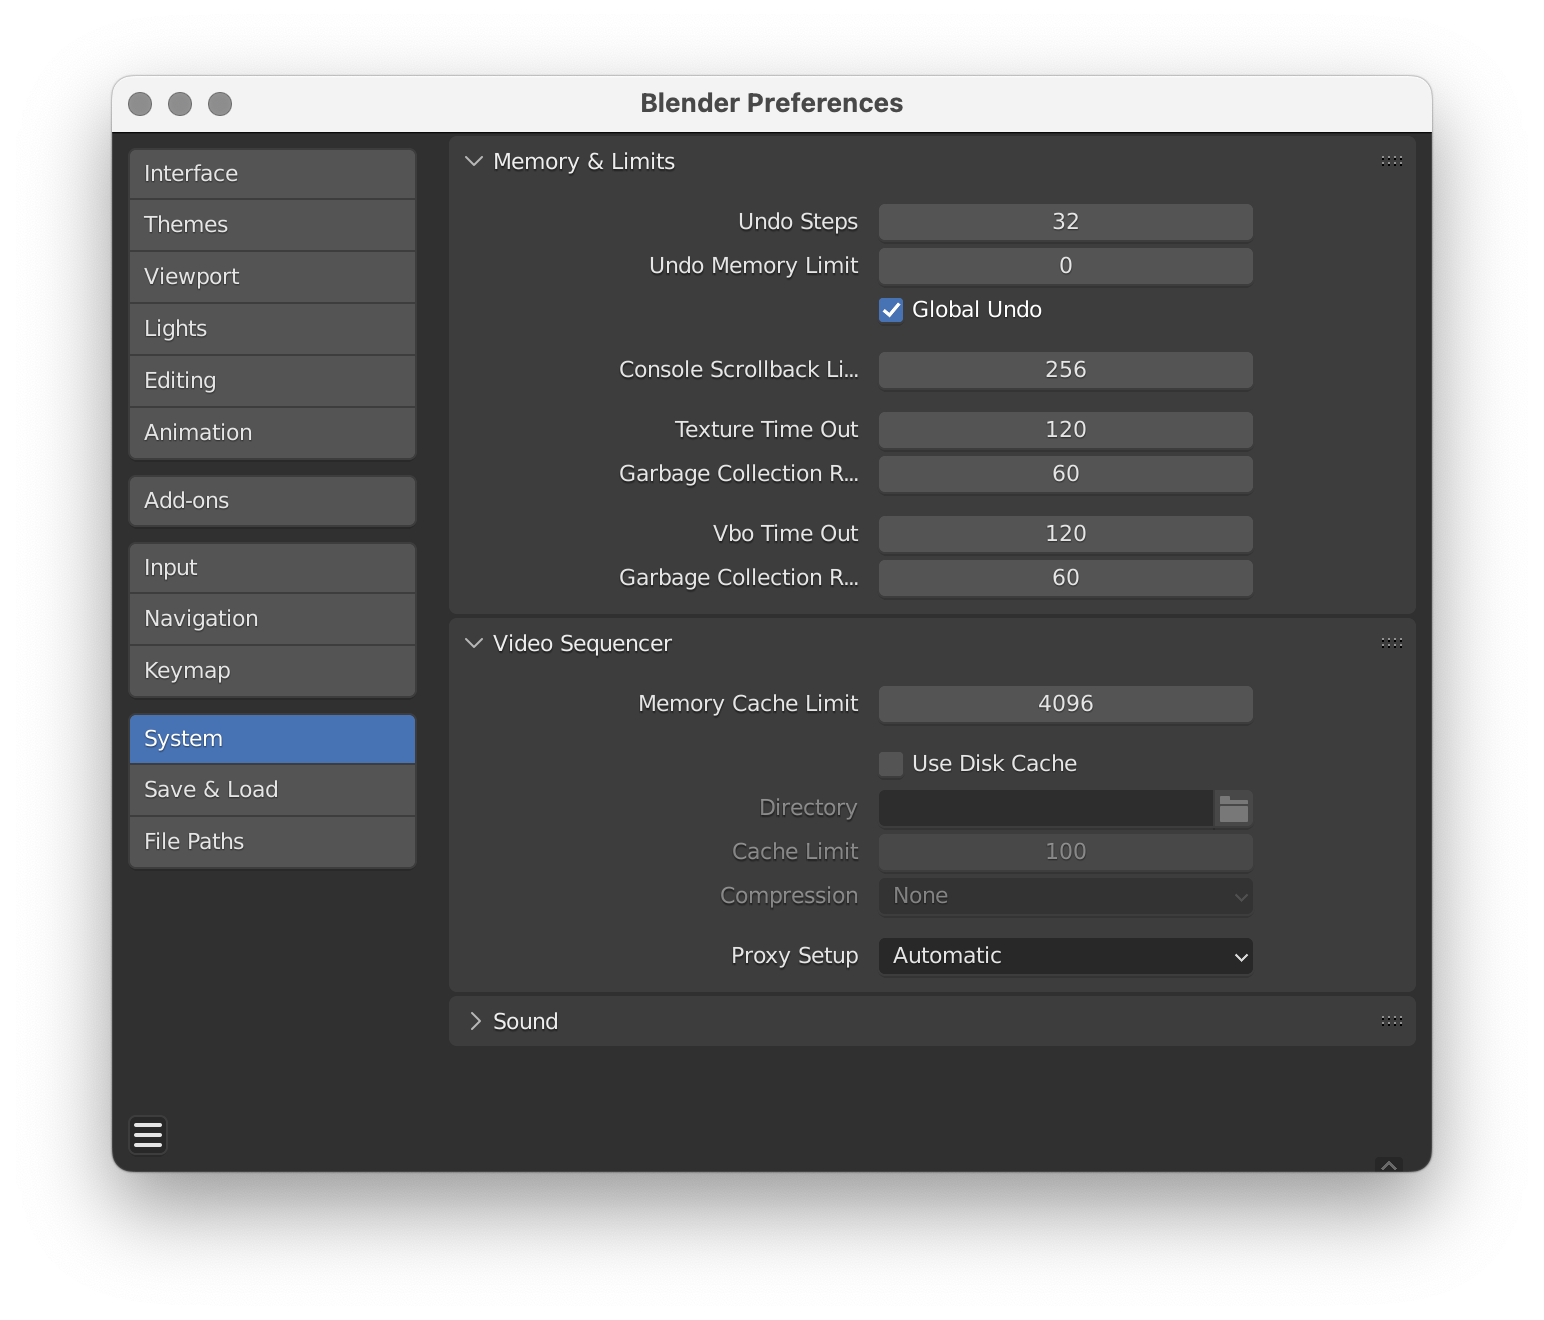 Blender Preferences
Interface
Themes
Viewport
Lights
Editing
Animation
Add-ons
Input
Navigation
Keymap
System
Save & Load
File Paths
Memory & Limits
Undo Steps 32
Undo Memory Limit 0
Global Undo
Console Scrollback Li... 256
Texture Time Out 120
Garbage Collection R... 60
Vbo Time Out 120
Garbage Collection R... 60
Video Sequencer
Memory Cache Limit 4096
Use Disk Cache
Directory
Cache Limit 100
Compression None
Proxy Setup Automatic
Sound